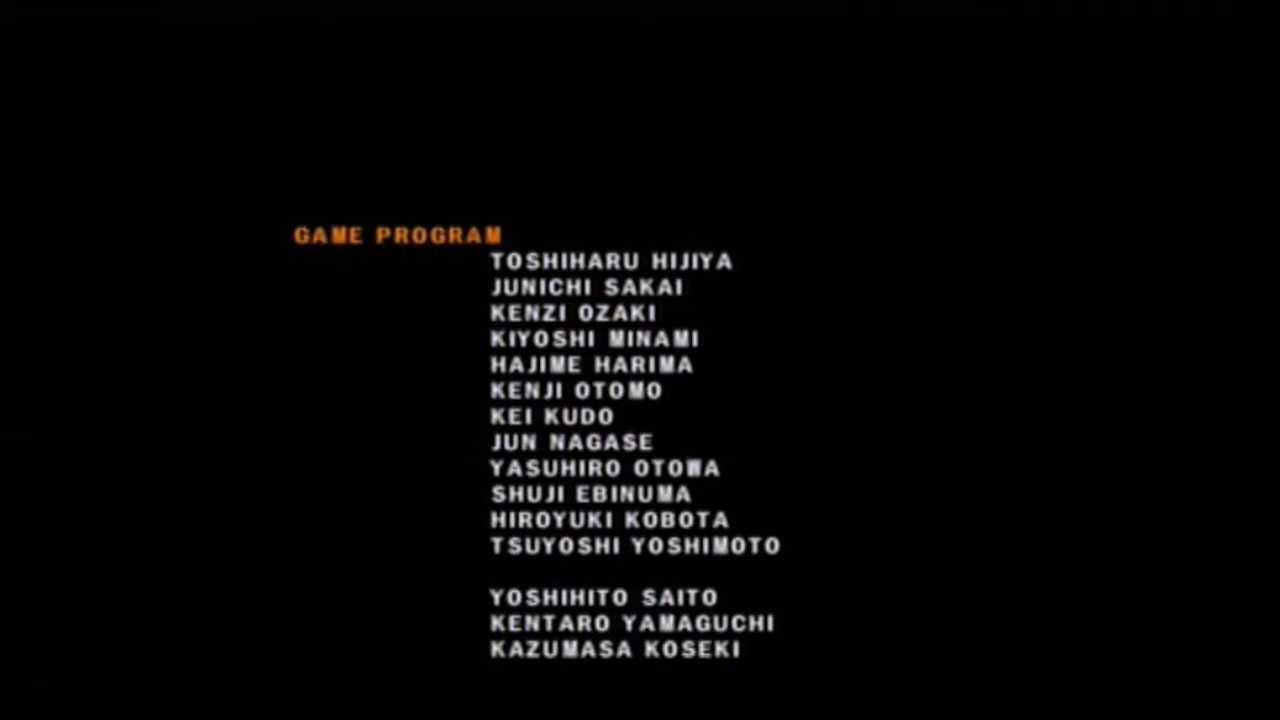 GAME PROGRAM
TOSHIHARU HIJIYA
JUNICHI SAKAI
KENZI OZAKI
KIYOSHI MINAMI
HAJIME HARIMA
KENJI OTOMO
KEI KUDO
JUN NAGASE
YASUHIRO OTOWA
SHUJI EBINUMA
HIROYUKI KOBOTA
TSUYOSHI YOSHIMOTO
YOSHIHITO SAITO
KENTARO YAMAGUCHI
KAZUMASA KOSEKI